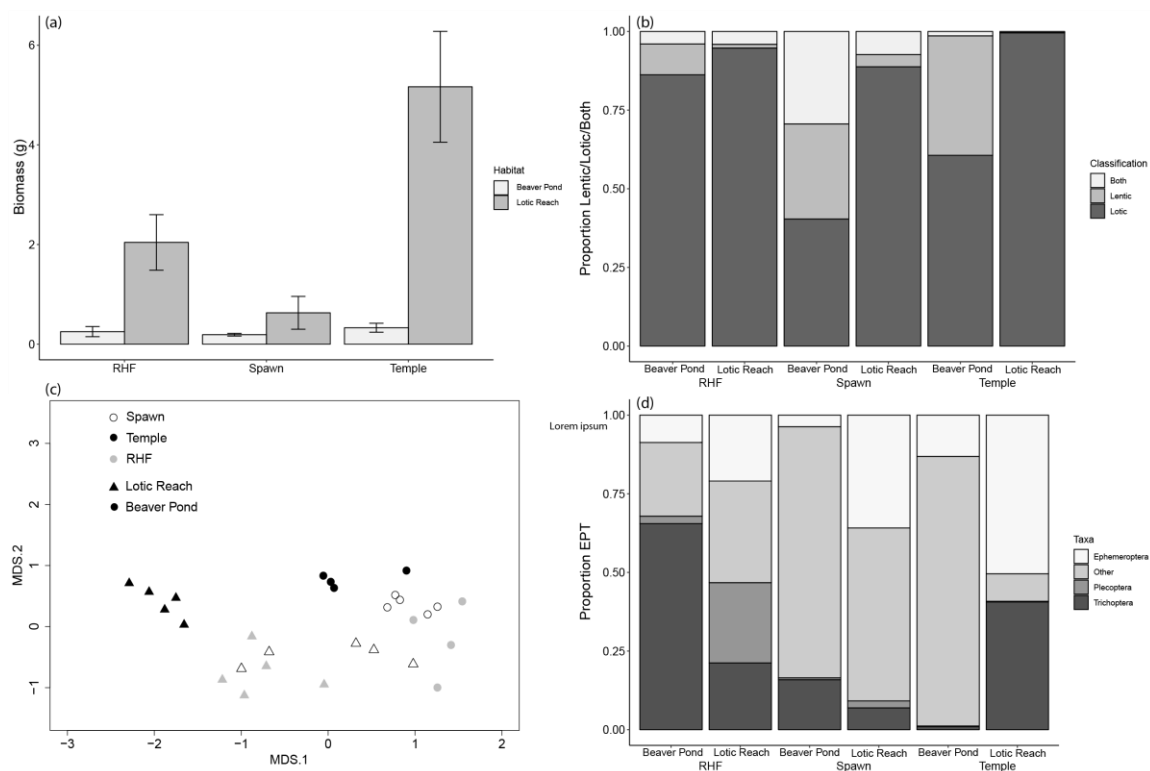 (a)
6
4
2
0
Biomass (g)
RHF Spawn Temple
Habitat
Beaver Pond
Lotic Reach
(b)
1.00
0.75
0.50
0.25
0.00
Proportion Lentic/Lotic/Both
Beaver Pond Lotic Reach Beaver Pond Lotic Reach Beaver Pond Lotic Reach
RHF Spawn Temple
Classification
Both
Lentic
Lotic
(c)
Spawn
Temple
RHF
Lotic Reach
Beaver Pond
3
2
1
0
−1
MDS.2
−3 −2 −1 0 1 2
MDS.1
(d)
Lorem ipsum
1.00
0.75
0.50
0.25
0.00
Proportion EPT
Beaver Pond Lotic Reach Beaver Pond Lotic Reach Beaver Pond Lotic Reach
RHF Spawn Temple
Taxa
Ephemeroptera
Other
Plecoptera
Trichoptera